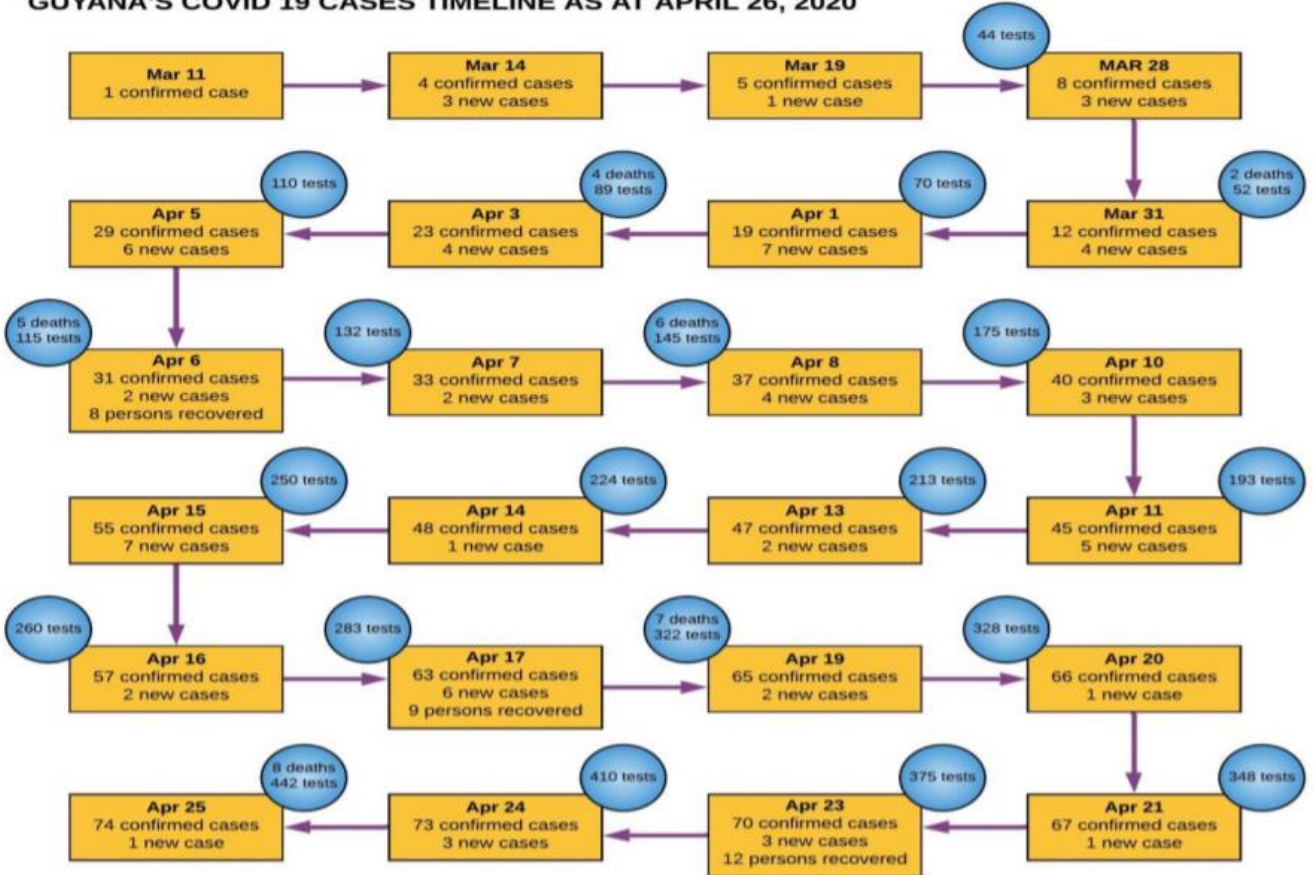 GUYANA'S COVID 19 CASES TIMELINE AS AT APRIL 26, 2020
Mar 11
1 confirmed case
Mar 14
4 confirmed cases
3 new cases
Mar 19
5 confirmed cases
1 new case
44 tests
MAR 28
8 confirmed cases
3 new cases
2 deaths
52 tests
Mar 31
12 confirmed cases
4 new cases
70 tests
Apr 1
19 confirmed cases
7 new cases
4 deaths
89 tests
Apr 3
23 confirmed cases
4 new cases
110 tests
Apr 5
29 confirmed cases
6 new cases
5 deaths
115 tests
Apr 6
31 confirmed cases
2 new cases
8 persons recovered
132 tests
Apr 7
33 confirmed cases
2 new cases
6 deaths
145 tests
Apr 8
37 confirmed cases
4 new cases
175 tests
Apr 10
40 confirmed cases
3 new cases
193 tests
Apr 11
45 confirmed cases
5 new cases
213 tests
Apr 13
47 confirmed cases
2 new cases
224 tests
Apr 14
48 confirmed cases
1 new case
250 tests
Apr 15
55 confirmed cases
7 new cases
260 tests
Apr 16
57 confirmed cases
2 new cases
283 tests
Apr 17
63 confirmed cases
6 new cases
9 persons recovered
7 deaths
322 tests
Apr 19
65 confirmed cases
2 new cases
328 tests
Apr 20
66 confirmed cases
1 new case
348 tests
Apr 21
67 confirmed cases
1 new case
375 tests
Apr 23
70 confirmed cases
3 new cases
12 persons recovered
410 tests
Apr 24
73 confirmed cases
3 new cases
8 deaths
442 tests
Apr 25
74 confirmed cases
1 new case